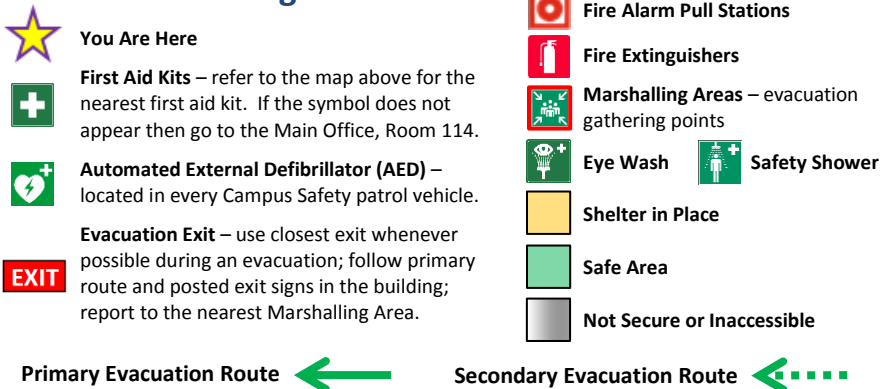 You Are Here
First Aid Kits – refer to the map above for the
nearest first aid kit. If the symbol does not
appear then go to the Main Office, Room 114.
Automated External Defibrillator (AED) –
located in every Campus Safety patrol vehicle.
EXIT
Evacuation Exit – use closest exit whenever
possible during an evacuation; follow primary
route and posted exit signs in the building;
report to the nearest Marshalling Area.
Fire Alarm Pull Stations
Fire Extinguishers
Marshalling Areas – evacuation
gathering points
Eye Wash
Safety Shower
Shelter in Place
Safe Area
Not Secure or Inaccessible
Primary Evacuation Route
Secondary Evacuation Route